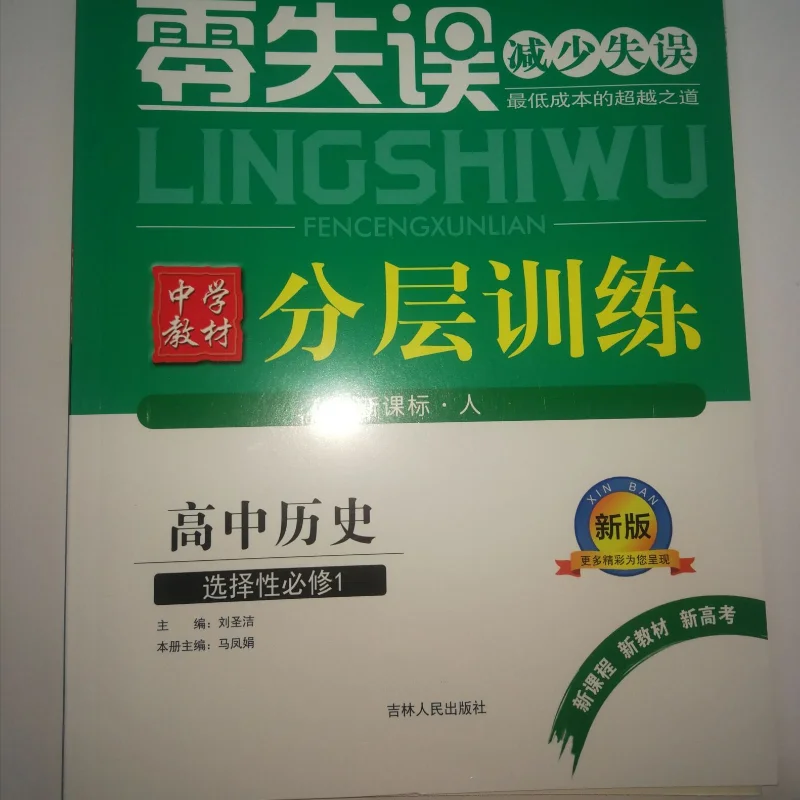 零失误
减少失误
最低成本的超越之道
LINGSHIWU
FENCENGXUNLIAN
中学
教材
分层训练
新课标·人
高中历史
选择性必修1
主 编：刘圣洁
本册主编：马凤娟
XIN BAN
新版
更多精彩为您呈现
新课程 新教材 新高考
吉林人民出版社